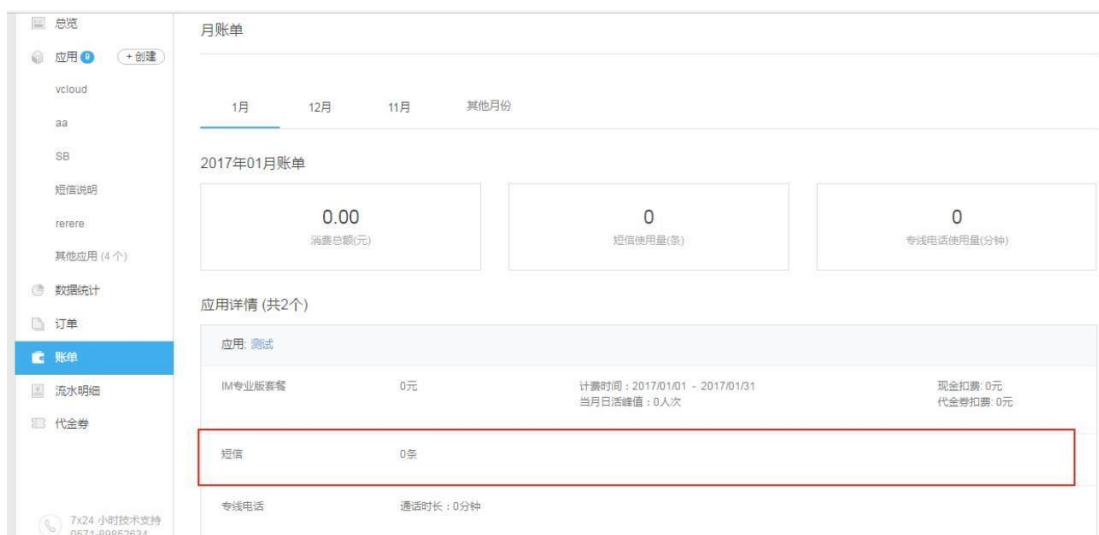 总览
应用 9 +创建
vcloud
aa
SB
短信说明
rerere
其他应用 (4 个)
数据统计
订单
账单
流水明细
代金券
7x24 小时技术支持
0571-89852634
月账单
1月 12月 11月 其他月份
2017年01月账单
0.00 0 0
消费总额(元) 短信使用量(条) 专线电话使用量(分钟)
应用详情 (共2个)
应用: 测试
IM专业版套餐 0元 计费时间:2017/01/01 - 2017/01/31 现金扣费: 0元
当月日活峰值:0人次 代金券扣费: 0元
短信 0条
专线电话 通话时长:0分钟